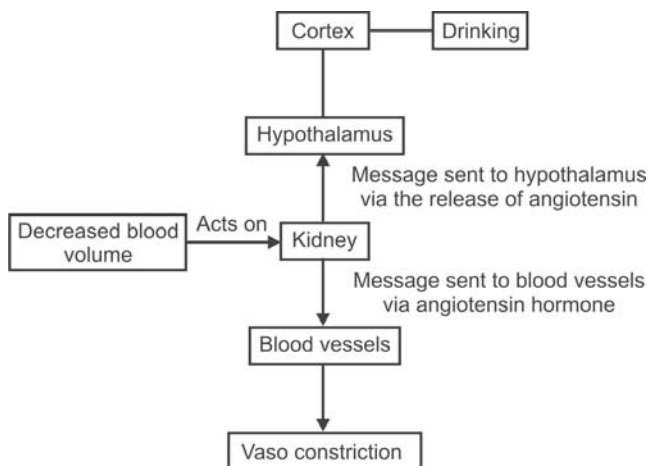 Cortex
Drinking
Hypothalamus
Message sent to hypothalamus
via the release of angiotensin
Decreased blood
volume
Acts on
Kidney
Message sent to blood vessels
via angiotensin hormone
Blood vessels
Vaso constriction